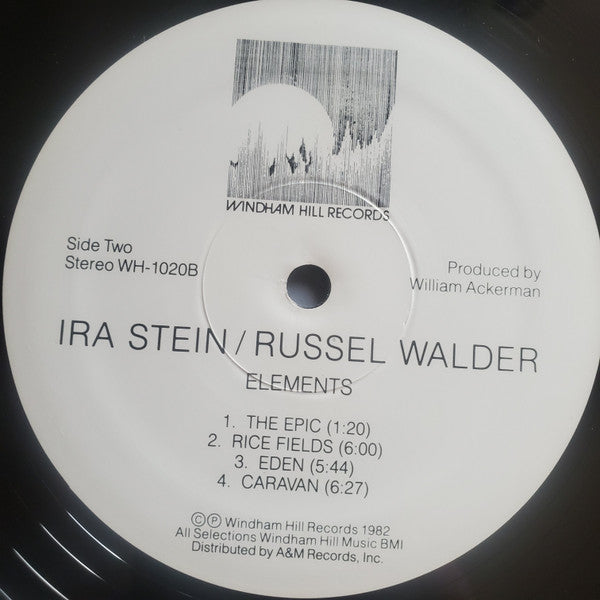 WINDHAM HILL RECORDS
Side Two
Stereo WH-1020B
Produced by
William Ackerman
IRA STEIN / RUSSEL WALDER
ELEMENTS
1. THE EPIC (1:20)
2. RICE FIELDS (6:00)
3. EDEN (5:44)
4. CARAVAN (6:27)
©℗ Windham Hill Records 1982
All Selections Windham Hill Music BMI
Distributed by A&M Records, Inc.